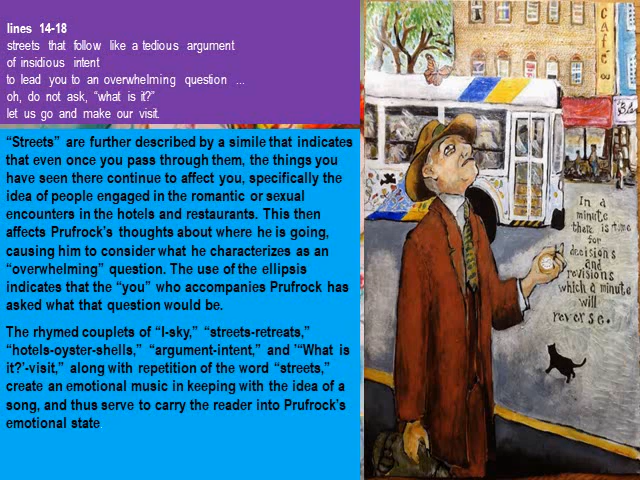 lines 14-18
streets that follow like a tedious argument
of insidious intent
to lead you to an overwhelming question ...
oh, do not ask, “what is it?”
let us go and make our visit.
“Streets” are further described by a simile that indicates
that even once you pass through them, the things you
have seen there continue to affect you, specifically the
idea of people engaged in the romantic or sexual
encounters in the hotels and restaurants. This then
affects Prufrock’s thoughts about where he is going,
causing him to consider what he characterizes as an
“overwhelming” question. The use of the ellipsis
indicates that the “you” who accompanies Prufrock has
asked what that question would be.
The rhymed couplets of “I-sky,” “streets-retreats,”
“hotels-oyster-shells,” “argument-intent,” and ’“What is
it?’-visit,” along with repetition of the word “streets,”
create an emotional music in keeping with the idea of a
song, and thus serve to carry the reader into Prufrock’s
emotional state
cafe
In a
minute
there is time
for
decisions
and
revisions
which a minute
will
reverse.